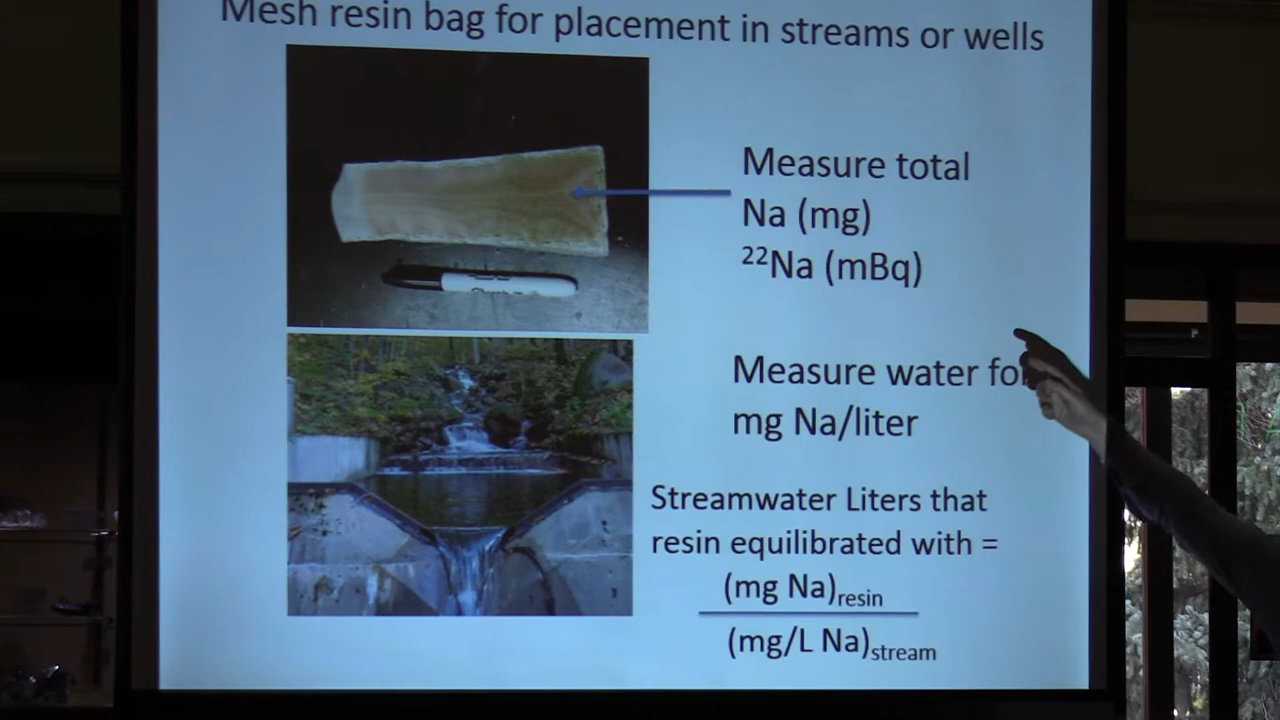 Mesh resin bag for placement in streams or wells
Measure total
Na (mg)
²²Na (mBq)
Measure water for
mg Na/liter
Streamwater Liters that
resin equilibrated with =
(mg Na)resin
(mg/L Na)stream